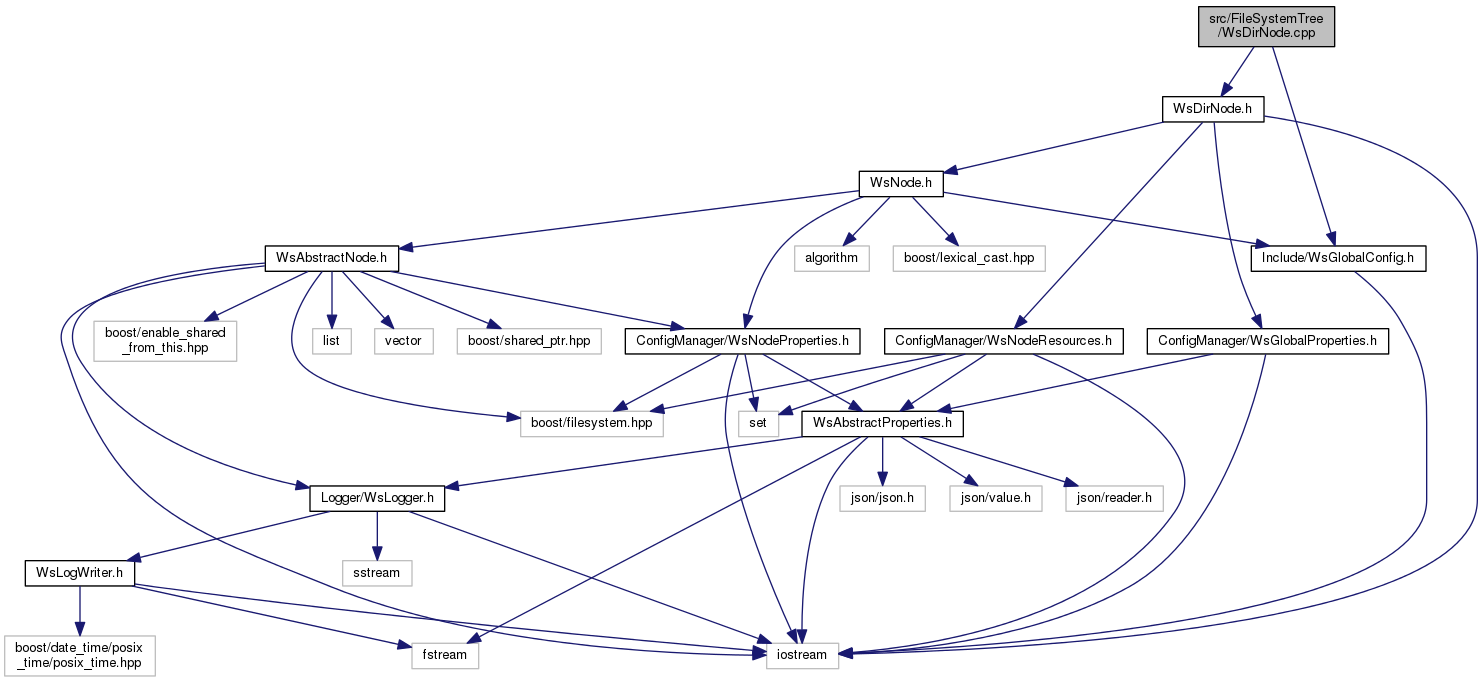 src/FileSystemTree
/WsDirNode.cpp
WsDirNode.h
WsNode.h
WsAbstractNode.h
algorithm
boost/lexical_cast.hpp
Include/WsGlobalConfig.h
boost/enable_shared
_from_this.hpp
list
vector
boost/shared_ptr.hpp
ConfigManager/WsNodeProperties.h
ConfigManager/WsNodeResources.h
ConfigManager/WsGlobalProperties.h
boost/filesystem.hpp
set
WsAbstractProperties.h
Logger/WsLogger.h
json/json.h
json/value.h
json/reader.h
WsLogWriter.h
sstream
boost/date_time/posix
_time/posix_time.hpp
fstream
iostream